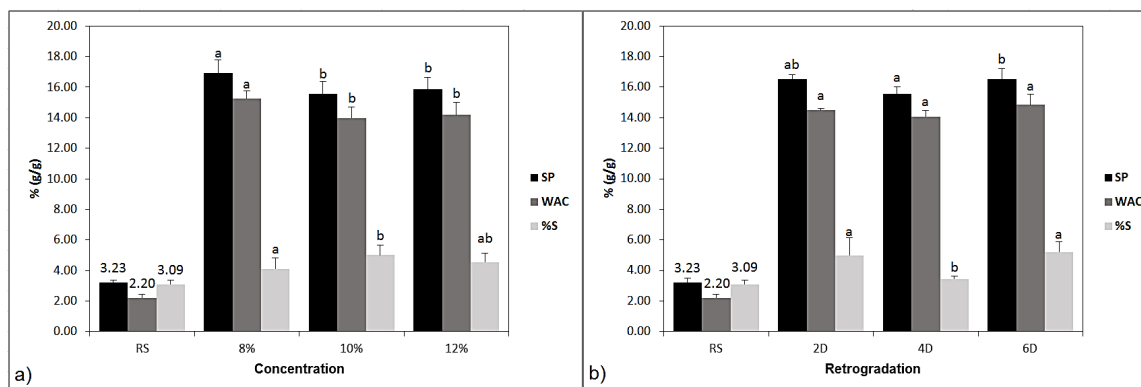 20.00
18.00
16.00
14.00
12.00
10.00
8.00
6.00
4.00
2.00
0.00
% (g/g)
3.23
2.20
3.09
a
a
a
b
b
b
b
b
ab
RS
8%
10%
12%
Concentration
SP
WAC
%S
a)
20.00
18.00
16.00
14.00
12.00
10.00
8.00
6.00
4.00
2.00
0.00
% (g/g)
3.23
2.20
3.09
ab
a
a
a
a
b
b
a
a
RS
2D
4D
6D
Retrogradation
SP
WAC
%S
b)